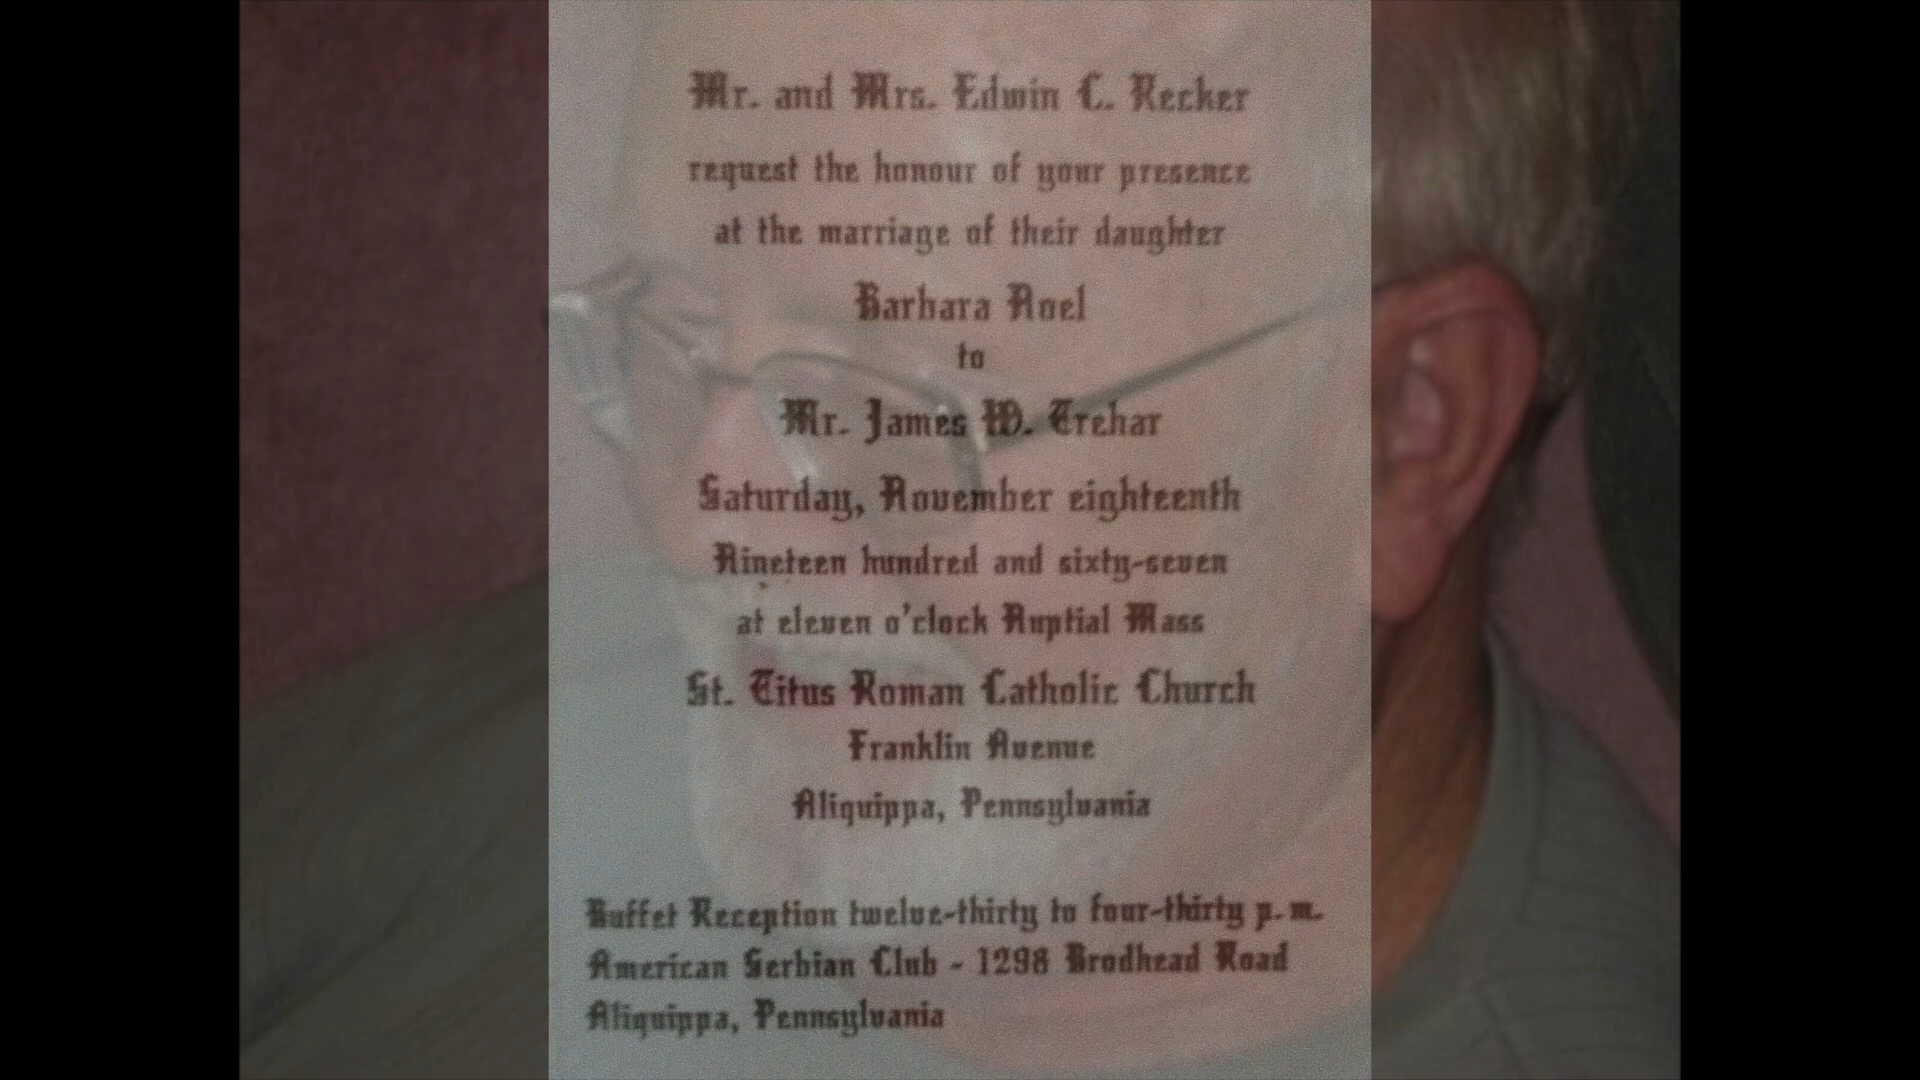 Mr. and Mrs. Edwin C. Recker
request the honour of your presence
at the marriage of their daughter
Barbara Noel
to
Mr. James W. Trehar
Saturday, November eighteenth
Nineteen hundred and sixty-seven
at eleven o'clock Nuptial Mass
St. Titus Roman Catholic Church
Franklin Avenue
Aliquippa, Pennsylvania
Buffet Reception twelve-thirty to four-thirty p. m.
American Serbian Club - 1298 Brodhead Road
Aliquippa, Pennsylvania